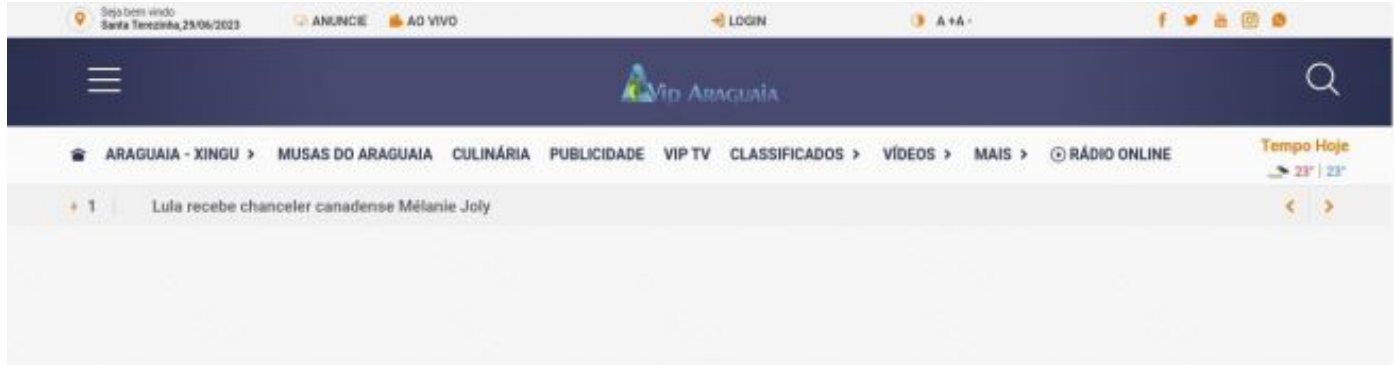 Seja bem vindo
Santa Terezinha, 29/06/2023
ANUNCIE
AO VIVO
LOGIN
A +A -
Vip Araguaia
ARAGUAIA - XINGU >
MUSAS DO ARAGUAIA
CULINÁRIA
PUBLICIDADE
VIP TV
CLASSIFICADOS >
VÍDEOS >
MAIS >
RÁDIO ONLINE
Tempo Hoje
23° | 23°
+ 1
Lula recebe chanceler canadense Mélanie Joly